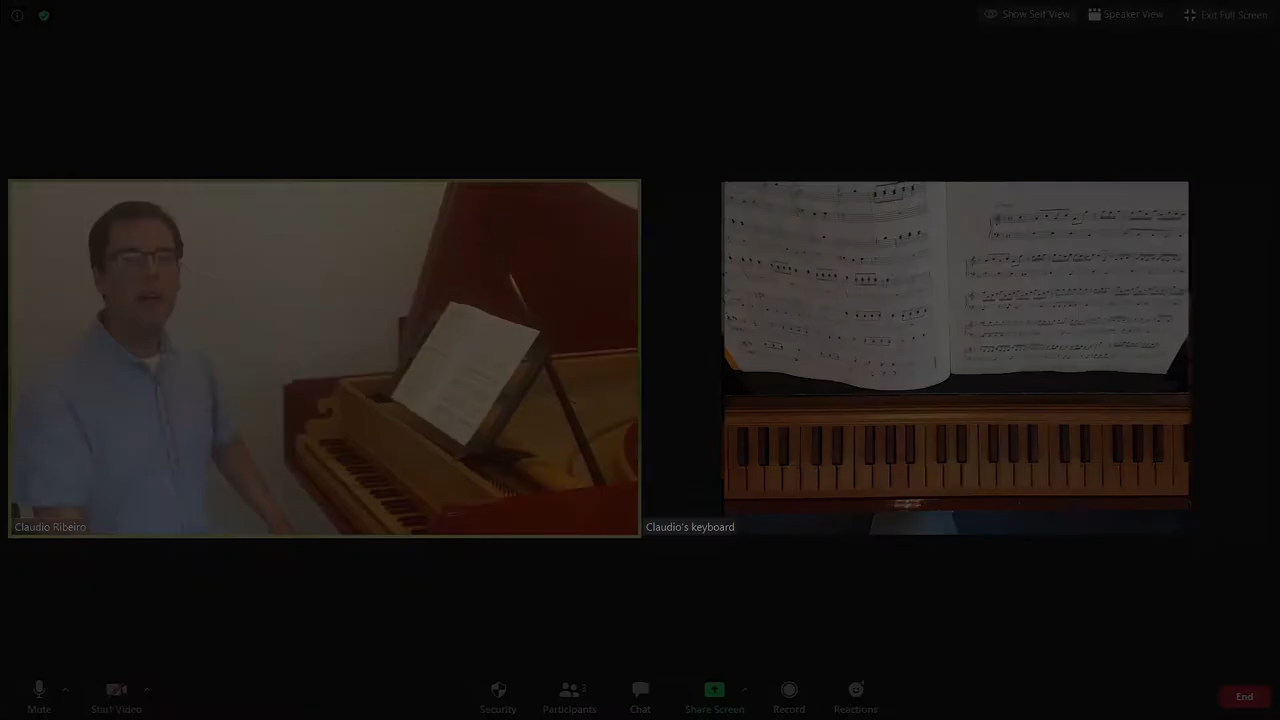 Show Self View
Speaker View
Exit Full Screen
Claudio Ribeiro
Claudio's keyboard
Mute
Start Video
Security
Participants
3
Chat
Share Screen
Record
Reactions
End